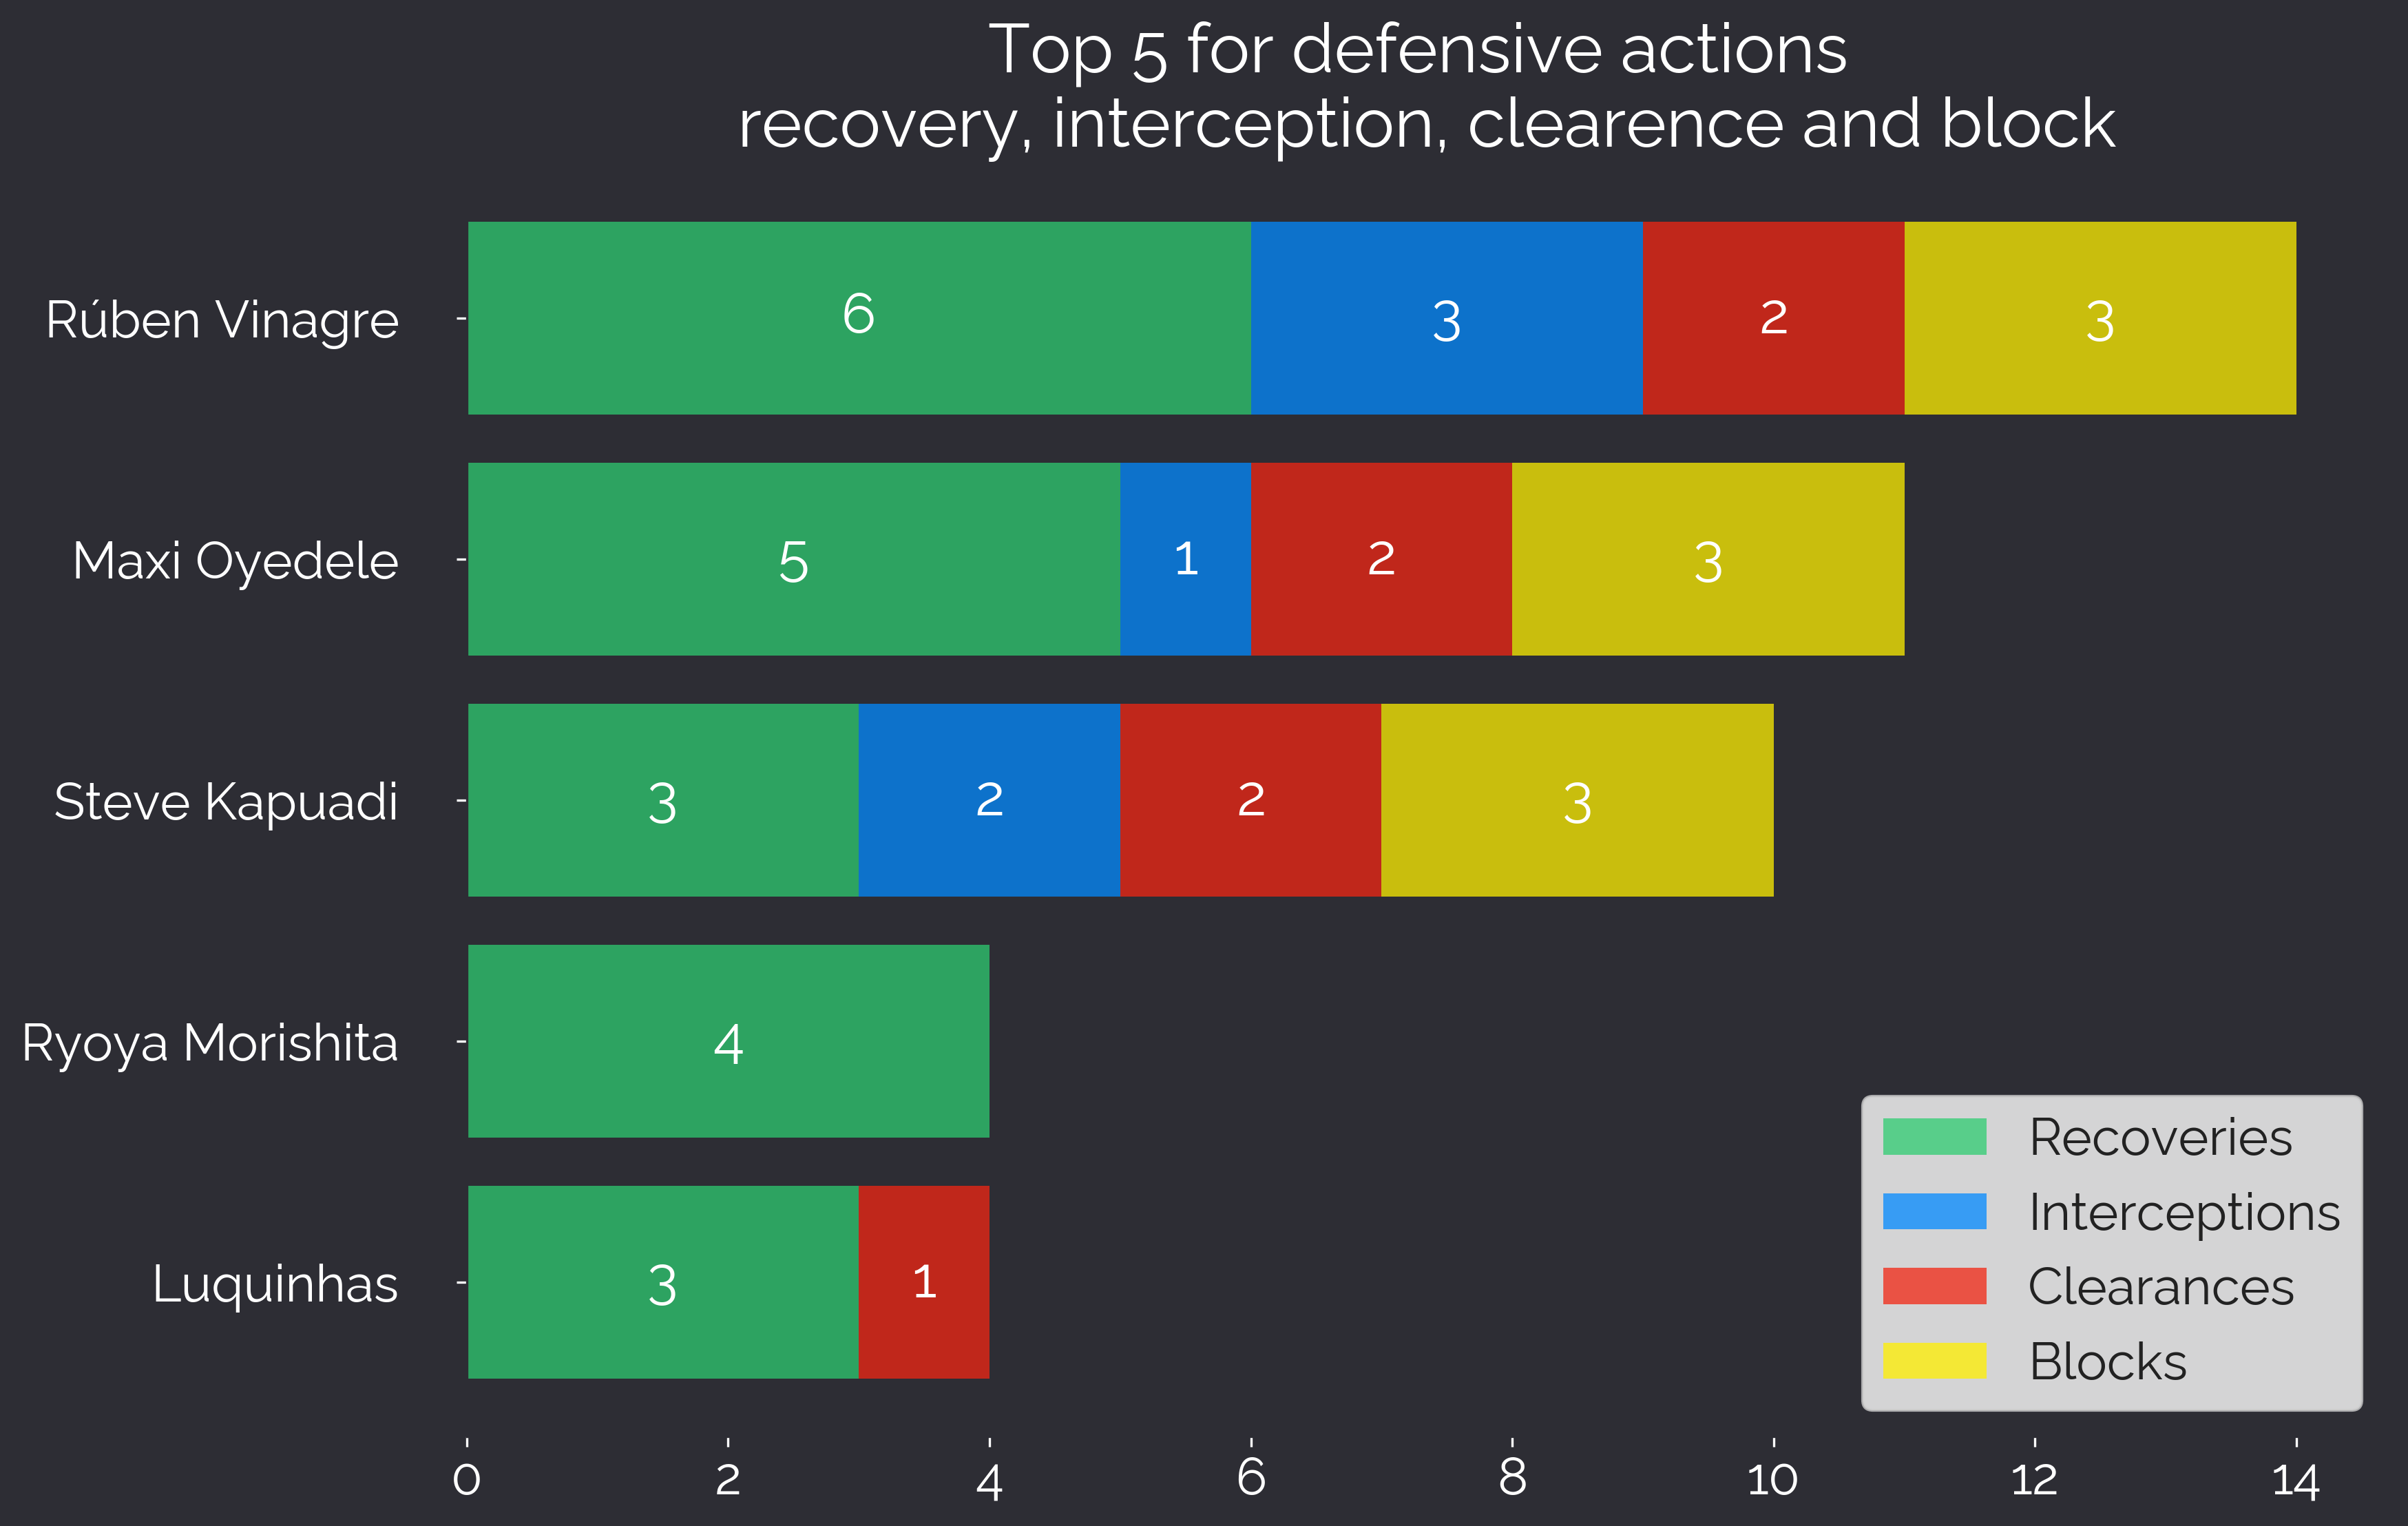 Top 5 for defensive actions
recovery, interception, clearence and block
Rúben Vinagre 6 3 2 3
Maxi Oyedele 5 1 2 3
Steve Kapuadi 3 2 2 3
Ryoya Morishita 4
Luquinhas 3 1
Recoveries
Interceptions
Clearances
Blocks
0 2 4 6 8 10 12 14